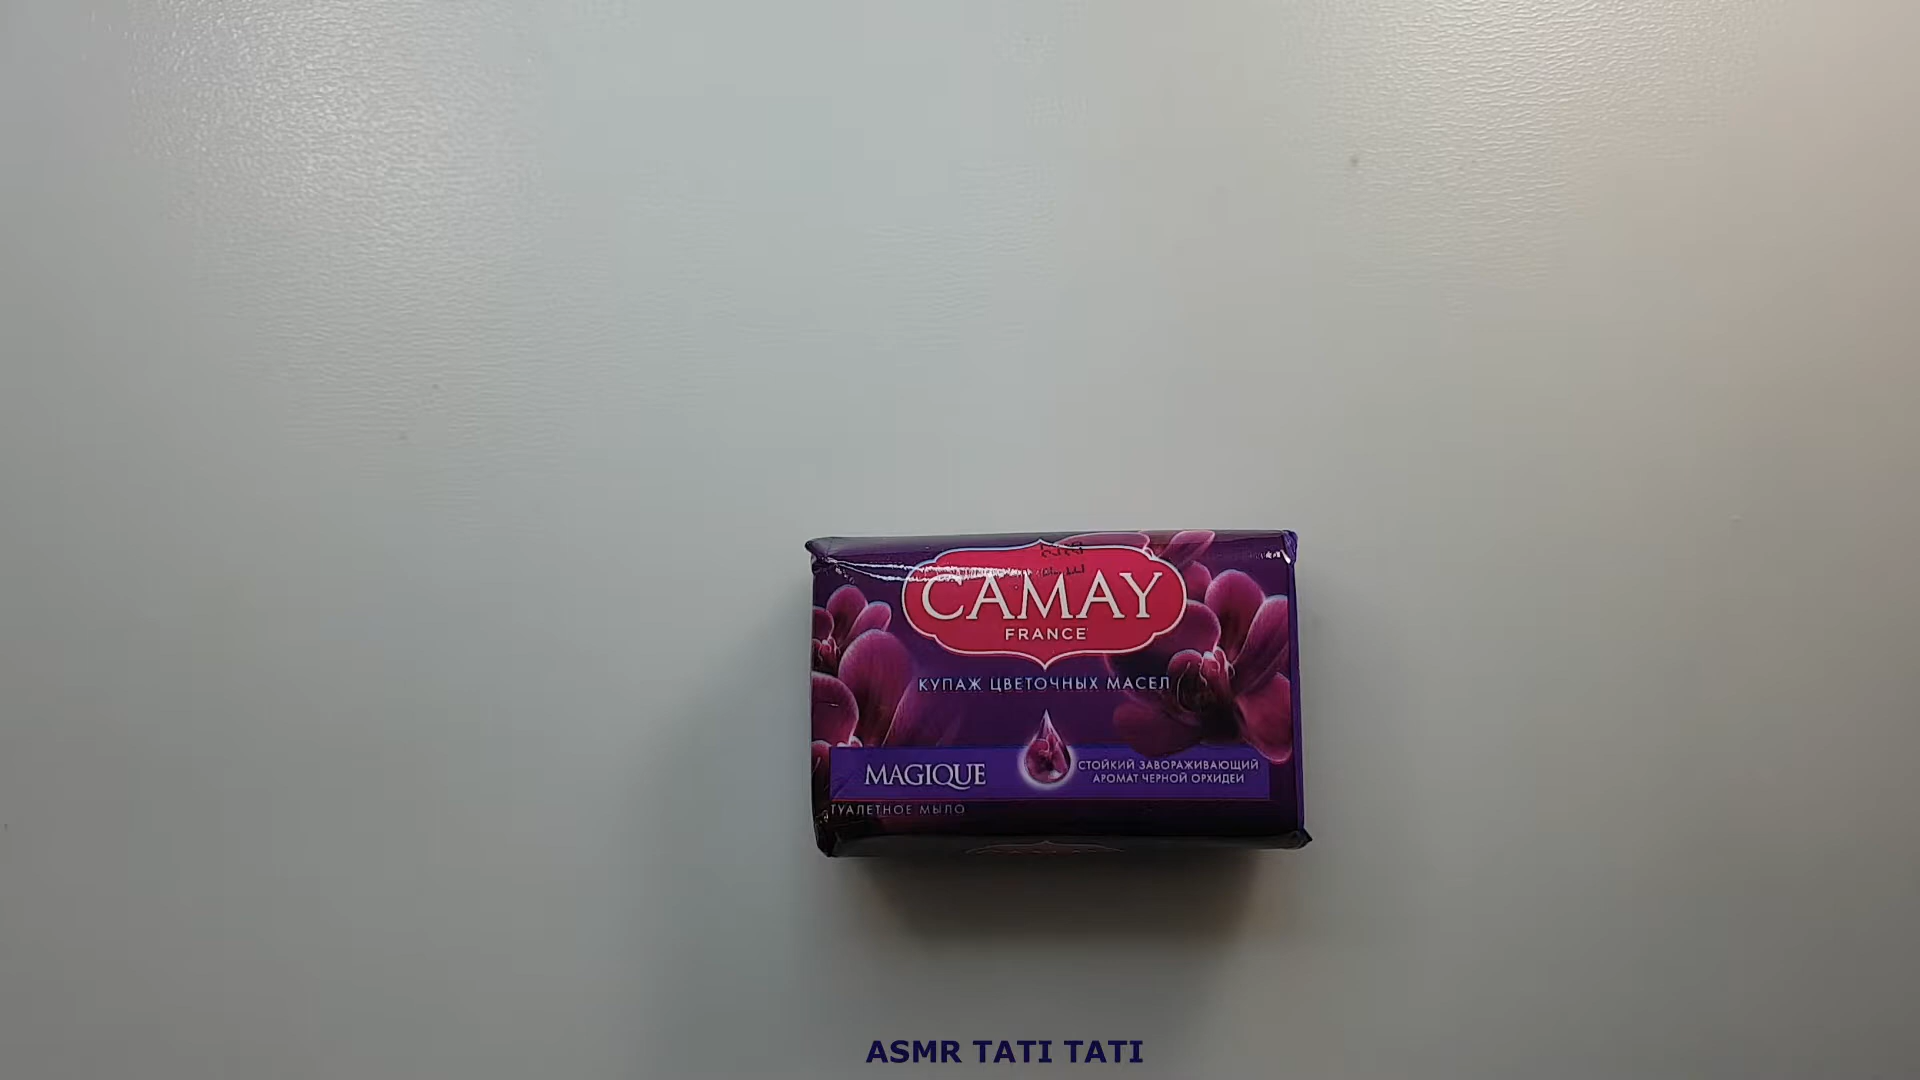 CAMAY
FRANCE
КУПАЖ ЦВЕТОЧНЫХ МАСЕЛ
MAGIQUE
СТОЙКИЙ ЗАВОРАЖИВАЮЩИЙ
АРОМАТ ЧЕРНОЙ ОРХИДЕИ
ТУАЛЕТНОЕ МЫЛО
ASMR TATI TATI